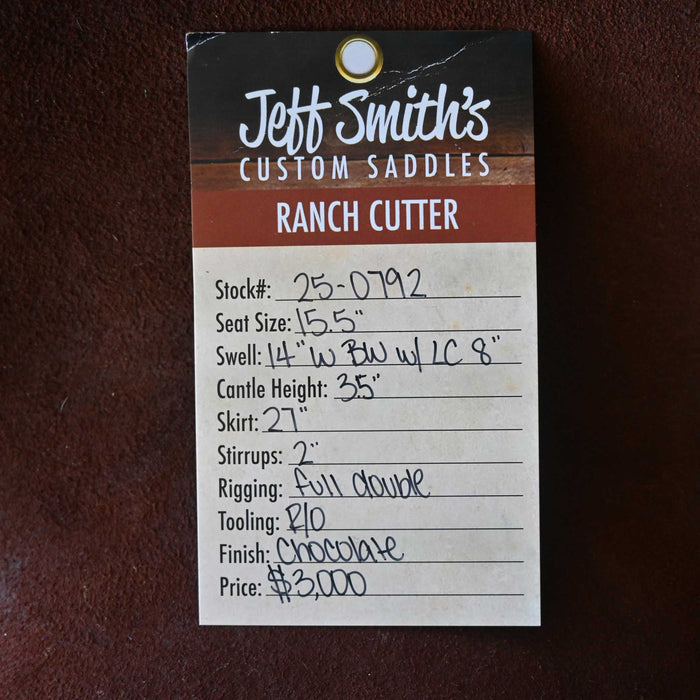 Jeff Smith's
CUSTOM SADDLES
RANCH CUTTER
Stock#: 25-0792
Seat Size: 15.5"
Swell: 14" W BW w/ LC 8"
Cantle Height: 3.5"
Skirt: 27"
Stirrups: 2"
Rigging: full double
Tooling: R/O
Finish: Chocolate
Price: $3,000